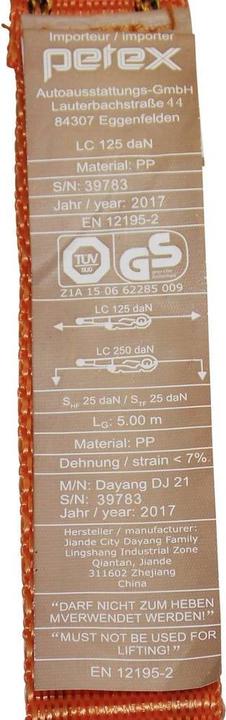 Importeur / importer
petex
Autoausstattungs-GmbH
Lauterbachstraße 44
84307 Eggenfelden
LC 125 daN
Material: PP
S/N: 39783
Jahr / year: 2017
EN 12195-2
TÜV
SÜD
GS
geprüfte
Sicherheit
Z1A 15 06 62285 009
LC 125 daN
LC 250 daN
SHF 25 daN / STF 25 daN
LG: 5.00 m
Material: PP
Dehnung / strain < 7%
M/N: Dayang DJ 21
S/N: 39783
Jahr / year: 2017
Hersteller / manufacturer:
Jiande City Dayang Family
Lingshang Industrial Zone
Qiantan, Jiande
311602 Zhejiang
China
"DARF NICHT ZUM HEBEN
MVERWENDET WERDEN!"
"MUST NOT BE USED FOR
LIFTING!"
EN 12195-2